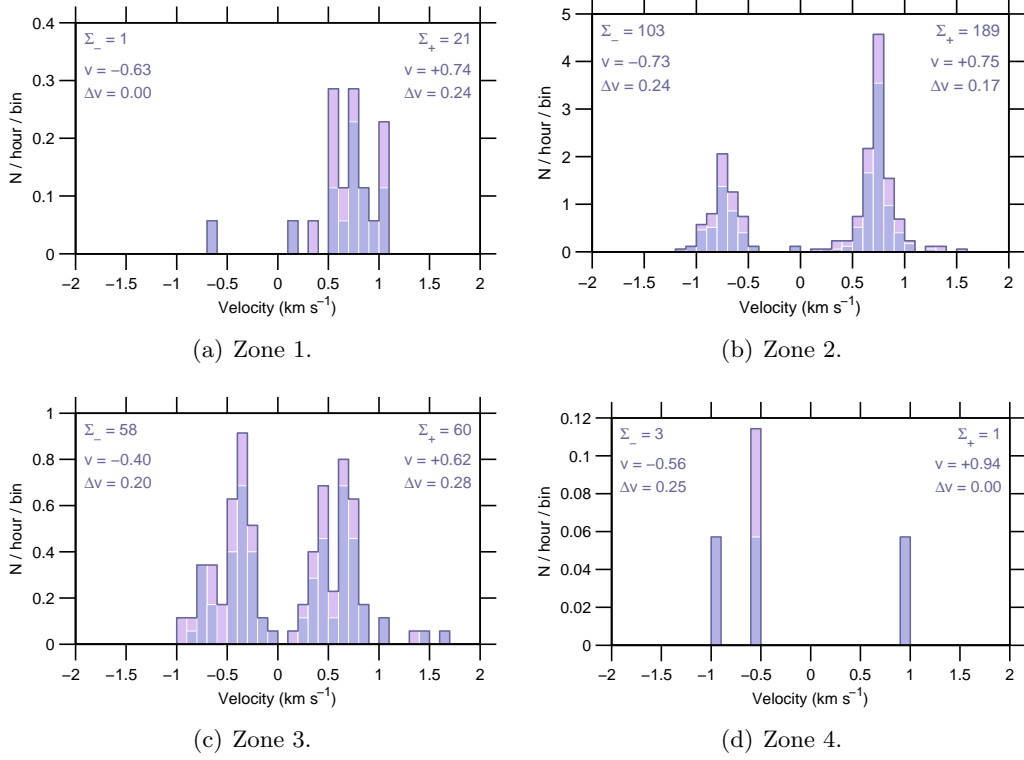 0.4
0.3
0.2
0.1
0
N / hour / bin
Σ− = 1
v = −0.63
Δv = 0.00
Σ+ = 21
v = +0.74
Δv = 0.24
−2 −1.5 −1 −0.5 0 0.5 1 1.5 2
Velocity (km s−1)
(a) Zone 1.
5
4
3
2
1
0
N / hour / bin
Σ− = 103
v = −0.73
Δv = 0.24
Σ+ = 189
v = +0.75
Δv = 0.17
−2 −1.5 −1 −0.5 0 0.5 1 1.5 2
Velocity (km s−1)
(b) Zone 2.
1
0.8
0.6
0.4
0.2
0
N / hour / bin
Σ− = 58
v = −0.40
Δv = 0.20
Σ+ = 60
v = +0.62
Δv = 0.28
−2 −1.5 −1 −0.5 0 0.5 1 1.5 2
Velocity (km s−1)
(c) Zone 3.
0.12
0.1
0.08
0.06
0.04
0.02
0
N / hour / bin
Σ− = 3
v = −0.56
Δv = 0.25
Σ+ = 1
v = +0.94
Δv = 0.00
−2 −1.5 −1 −0.5 0 0.5 1 1.5 2
Velocity (km s−1)
(d) Zone 4.